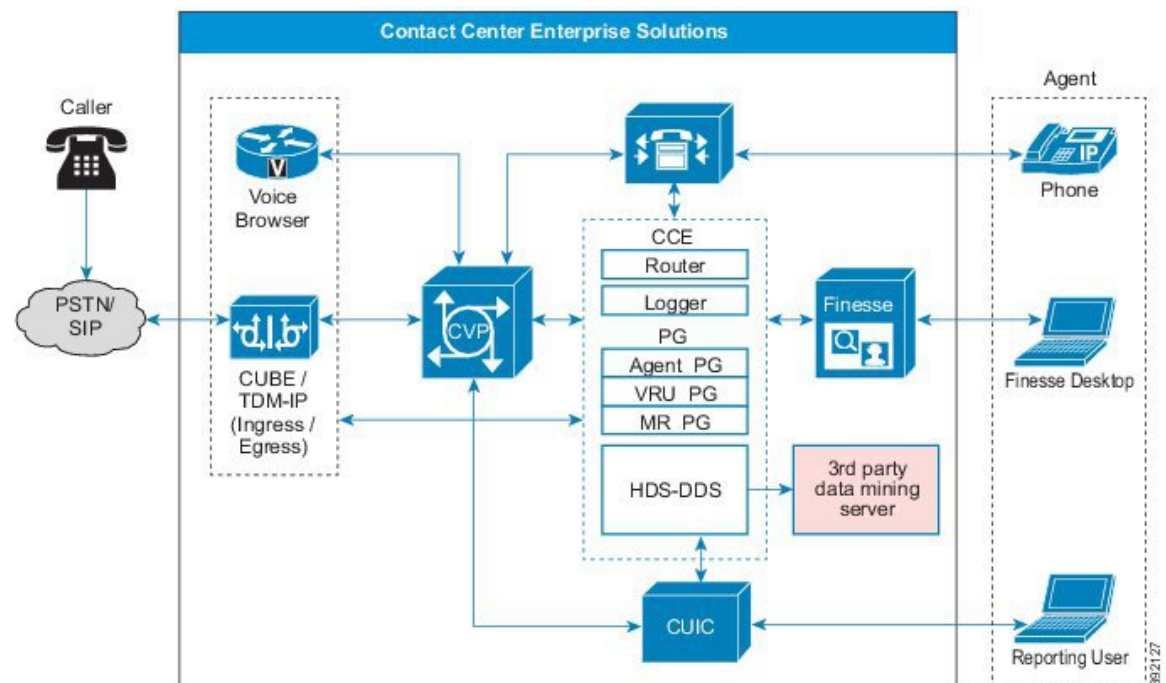 Contact Center Enterprise Solutions
Caller
Agent
V
Voice
Browser
IP
Phone
CCE
Router
Logger
PG
Agent PG
VRU PG
MR PG
HDS-DDS
PSTN/
SIP
CUBE /
TDM-IP
(Ingress /
Egress)
CVP
Finesse
Finesse Desktop
3rd party
data mining
server
CUIC
Reporting User
392127